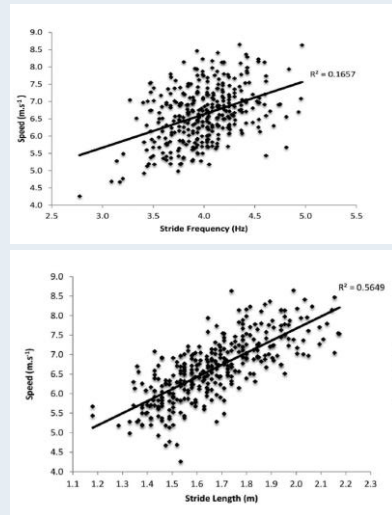 9.0
8.5
8.0
7.5
7.0
6.5
6.0
5.5
5.0
4.5
4.0
Speed (m.s⁻¹)
R² = 0.1657
2.5 3.0 3.5 4.0 4.5 5.0 5.5
Stride Frequency (Hz)
9.0
8.5
8.0
7.5
7.0
6.5
6.0
5.5
5.0
4.5
4.0
Speed (m.s⁻¹)
R² = 0.5649
1.1 1.2 1.3 1.4 1.5 1.6 1.7 1.8 1.9 2.0 2.1 2.2 2.3
Stride Length (m)